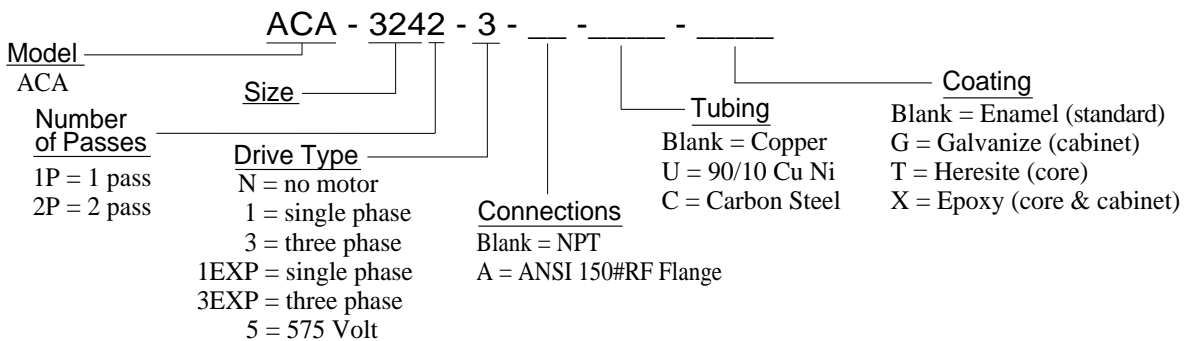 ACA - 3242 - 3 - __ -____ - ____
Model
ACA
Size
Number
of Passes
1P = 1 pass
2P = 2 pass
Drive Type
N = no motor
1 = single phase
3 = three phase
1EXP = single phase
3EXP = three phase
5 = 575 Volt
Connections
Blank = NPT
A = ANSI 150#RF Flange
Tubing
Blank = Copper
U = 90/10 Cu Ni
C = Carbon Steel
Coating
Blank = Enamel (standard)
G = Galvanize (cabinet)
T = Heresite (core)
X = Epoxy (core & cabinet)